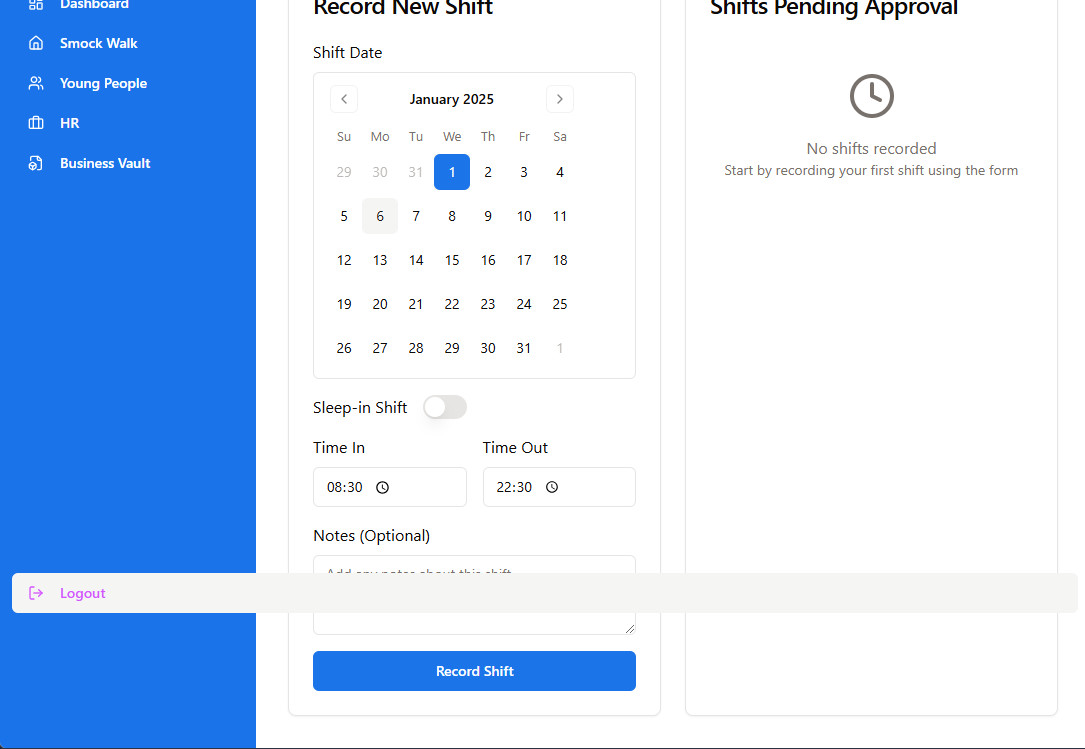 Dashboard
Smock Walk
Young People
HR
Business Vault
Logout
Record New Shift
Shift Date
January 2025
Su Mo Tu We Th Fr Sa
29 30 31 1 2 3 4
5 6 7 8 9 10 11
12 13 14 15 16 17 18
19 20 21 22 23 24 25
26 27 28 29 30 31 1
Sleep-in Shift
Time In Time Out
08:30 22:30
Notes (Optional)
Add any notes about this shift
Record Shift
Shifts Pending Approval
No shifts recorded
Start by recording your first shift using the form